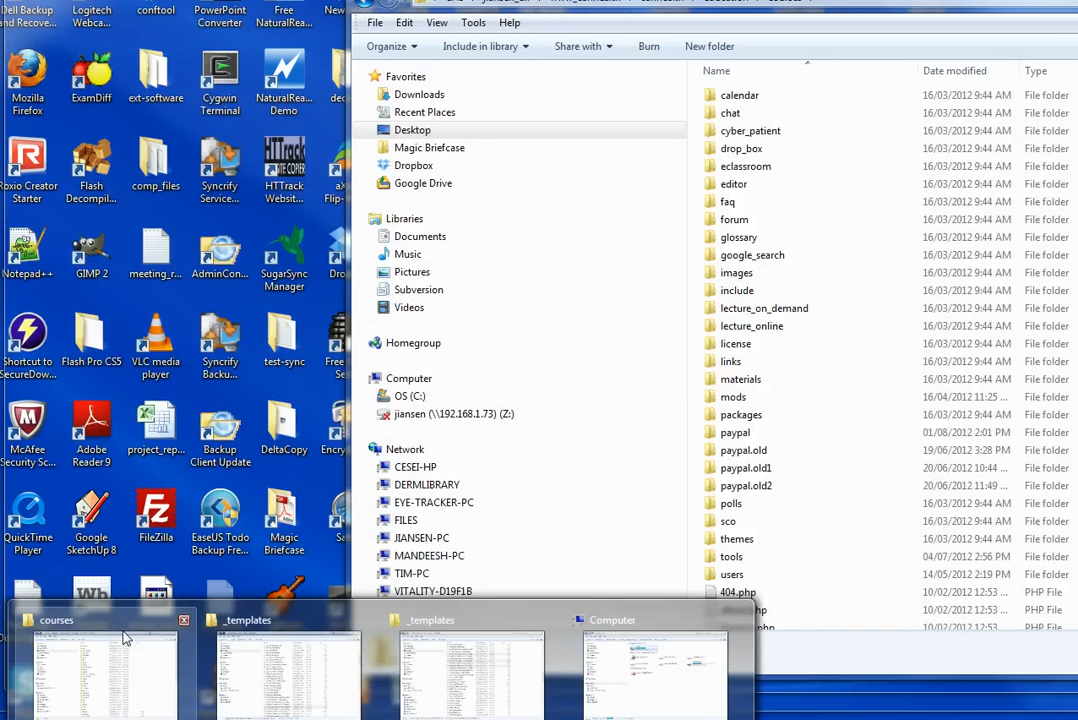 Dell Backup and Recove...
Logitech Webcam...
conftool
PowerPoint Converter
Free NaturalRea...
New
Mozilla Firefox
ExamDiff
ext-software
Cygwin Terminal
NaturalRea... Demo
dec
Roxio Creator Starter
Flash Decompil...
comp_files
Syncrify Service...
HTTrack Websit...
aX
Flip-
Notepad++
GIMP 2
meeting_r...
AdminCon...
SugarSync Manager
Dro
Shortcut to SecureDow...
Flash Pro CS5
VLC media player
Syncrify Backu...
test-sync
Free
McAfee Security Sc...
Adobe Reader 9
project_rep...
Backup Client Update
DeltaCopy
Encry
QuickTime Player
Google SketchUp 8
FileZilla
EaseUS Todo Backup Fre...
Magic Briefcase
Sa
File Edit View Tools Help
Organize Include in library Share with Burn New folder
Favorites
Downloads
Recent Places
Desktop
Magic Briefcase
Dropbox
Google Drive
Libraries
Documents
Music
Pictures
Subversion
Videos
Homegroup
Computer
OS (C:)
jiansen (\\192.168.1.73) (Z:)
Network
CESEI-HP
DERMLIBRARY
EYE-TRACKER-PC
FILES
JIANSEN-PC
MANDEESH-PC
TIM-PC
VITALITY-D19F1B
Name Date modified Type
calendar 16/03/2012 9:44 AM File folder
chat 16/03/2012 9:44 AM File folder
cyber_patient 16/03/2012 9:44 AM File folder
drop_box 16/03/2012 9:44 AM File folder
eclassroom 16/03/2012 9:44 AM File folder
editor 16/03/2012 9:44 AM File folder
faq 16/03/2012 9:44 AM File folder
forum 16/03/2012 9:44 AM File folder
glossary 16/03/2012 9:44 AM File folder
google_search 16/03/2012 9:44 AM File folder
images 16/03/2012 9:44 AM File folder
include 16/03/2012 9:44 AM File folder
lecture_on_demand 16/03/2012 9:44 AM File folder
lecture_online 16/03/2012 9:44 AM File folder
license 16/03/2012 9:44 AM File folder
links 16/03/2012 9:44 AM File folder
materials 16/03/2012 9:44 AM File folder
mods 16/04/2012 11:25 ... File folder
packages 16/03/2012 9:44 AM File folder
paypal 01/08/2012 2:01 PM File folder
paypal.old 19/06/2012 3:28 PM File folder
paypal.old1 20/06/2012 10:44 ... File folder
paypal.old2 20/06/2012 11:49 ... File folder
polls 16/03/2012 9:44 AM File folder
sco 16/03/2012 9:44 AM File folder
themes 16/03/2012 9:44 AM File folder
tools 04/07/2012 2:56 PM File folder
users 14/05/2012 2:19 PM File folder
404.php 10/02/2012 12:53 ... PHP File
10/02/2012 12:53 ... PHP File
PHP File
courses
_templates
_templates
Computer